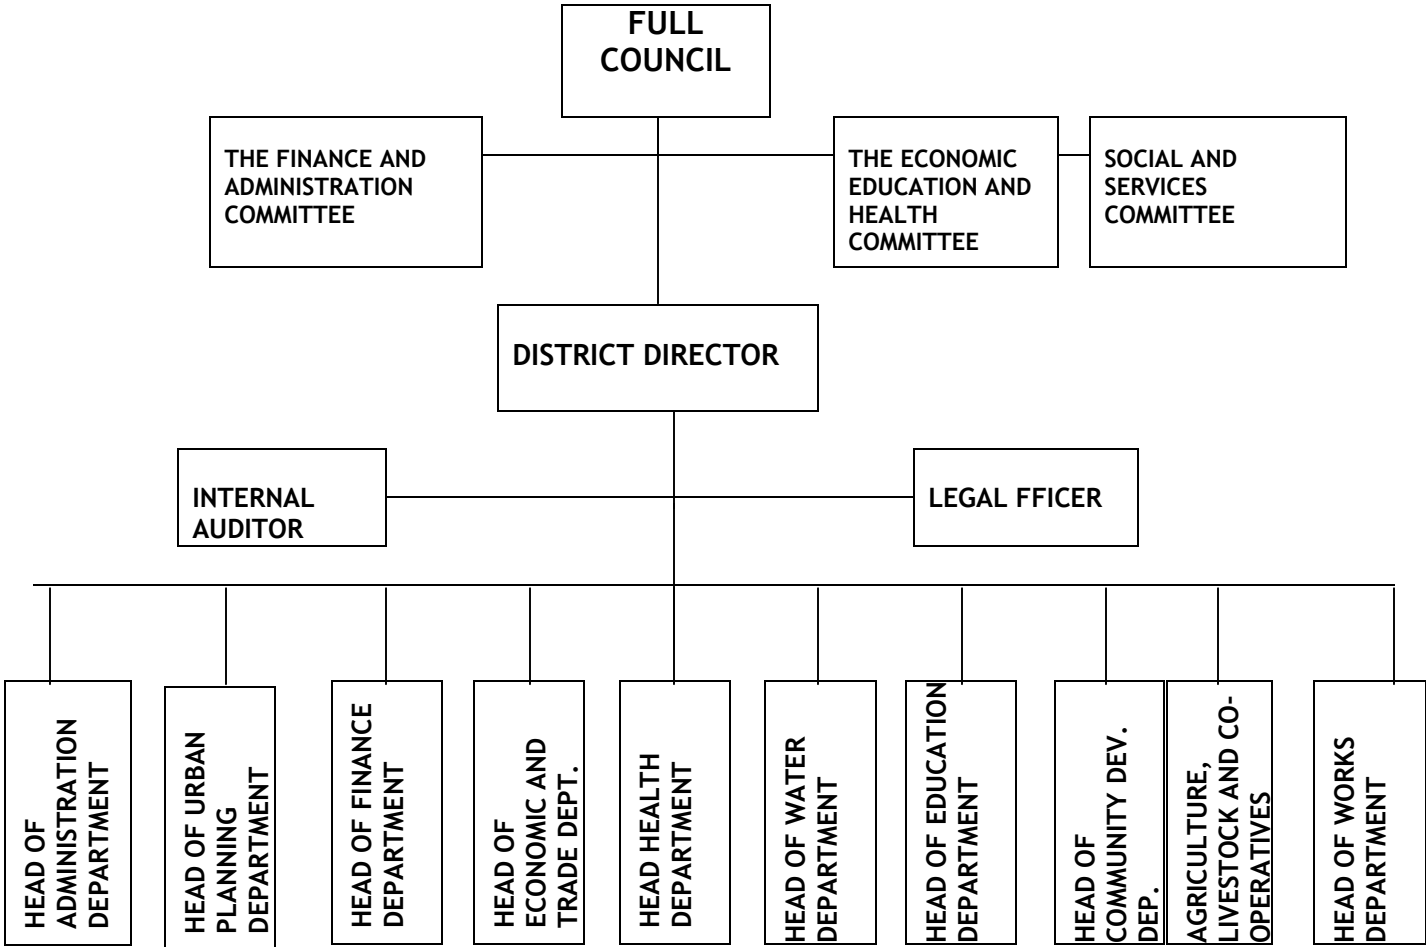 FULL
COUNCIL
THE FINANCE AND
ADMINISTRATION
COMMITTEE
THE ECONOMIC
EDUCATION AND
HEALTH
COMMITTEE
SOCIAL AND
SERVICES
COMMITTEE
DISTRICT DIRECTOR
INTERNAL
AUDITOR
LEGAL FFICER
HEAD OF
ADMINISTRATION
DEPARTMENT
HEAD OF URBAN
PLANNING
DEPARTMENT
HEAD OF FINANCE
DEPARTMENT
HEAD OF
ECONOMIC AND
TRADE DEPT.
HEAD HEALTH
DEPARTMENT
HEAD OF WATER
DEPARTMENT
HEAD OF EDUCATION
DEPARTMENT
HEAD OF
COMMUNITY DEV.
DEP.
AGRICULTURE,
LIVESTOCK AND CO-
OPERATIVES
HEAD OF WORKS
DEPARTMENT